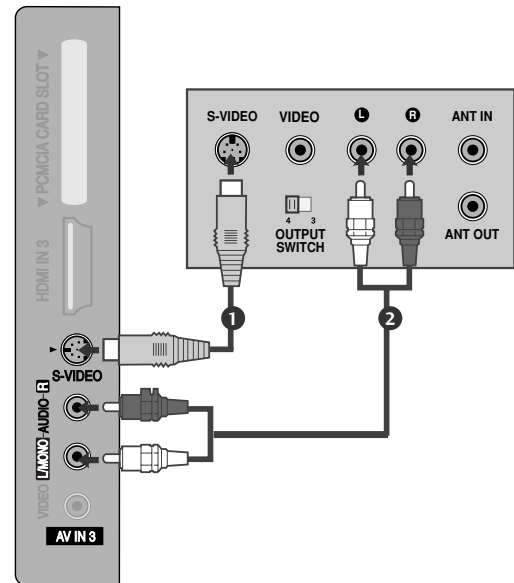 ▼ PCMCIA CARD SLOT ▼
HDMI IN 3
S-VIDEO
L/MONO AUDIO R
VIDEO
AV IN 3
S-VIDEO VIDEO L R ANT IN
4 3
OUTPUT
SWITCH
ANT OUT
1
2